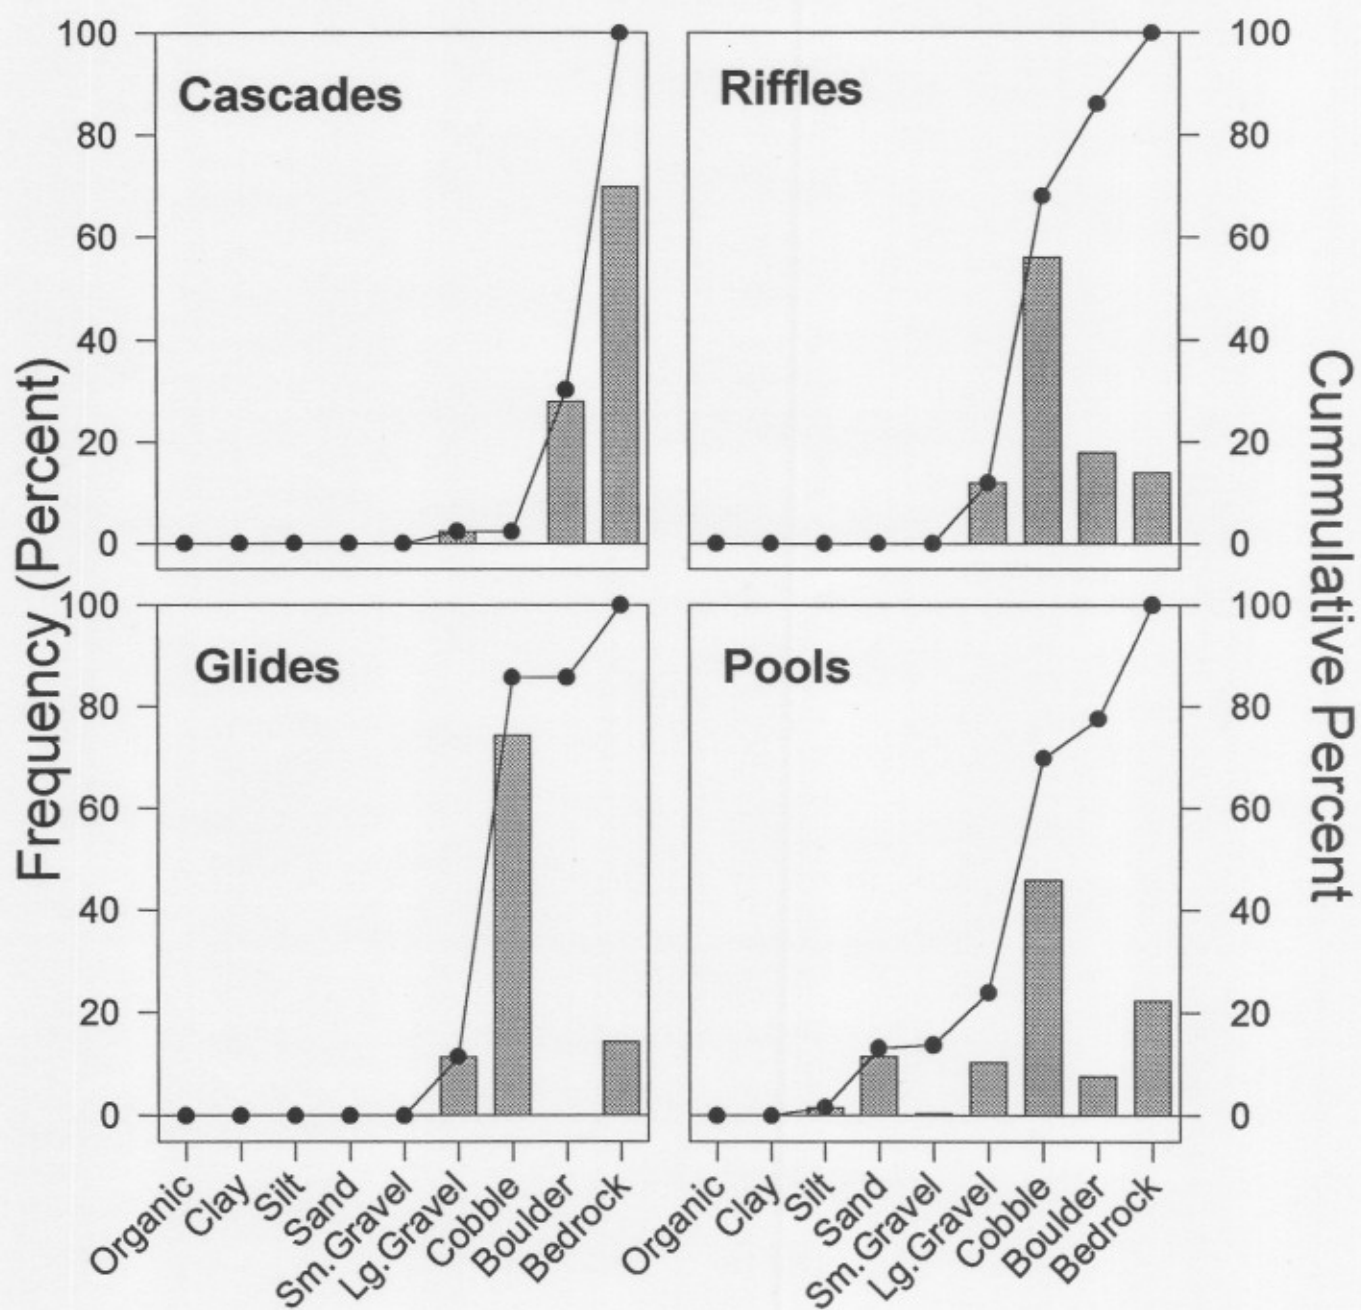 Frequency (Percent)
Cummulative Percent
Cascades
100
80
60
40
20
0
Riffles
100
80
60
40
20
0
Glides
100
80
60
40
20
0
Pools
100
80
60
40
20
0
Organic
Clay
Silt
Sand
Sm. Gravel
Lg. Gravel
Cobble
Boulder
Bedrock
Organic
Clay
Silt
Sand
Sm. Gravel
Lg. Gravel
Cobble
Boulder
Bedrock